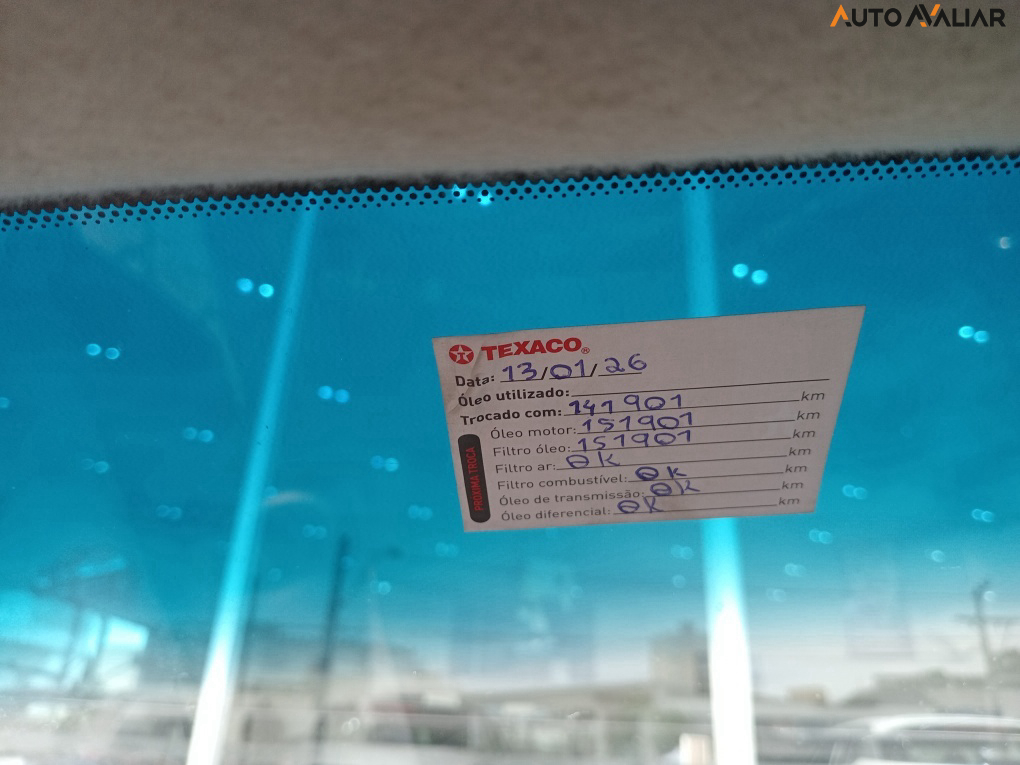 AUTO AVALIAR
TEXACO®
Data: 13/01/26
Óleo utilizado:
Trocado com: 141901 km
PRÓXIMA TROCA
Óleo motor: 151901 km
Filtro óleo: 151901 km
Filtro ar: OK km
Filtro combustível: OK km
Óleo de transmissão: OK km
Óleo diferencial: OK km